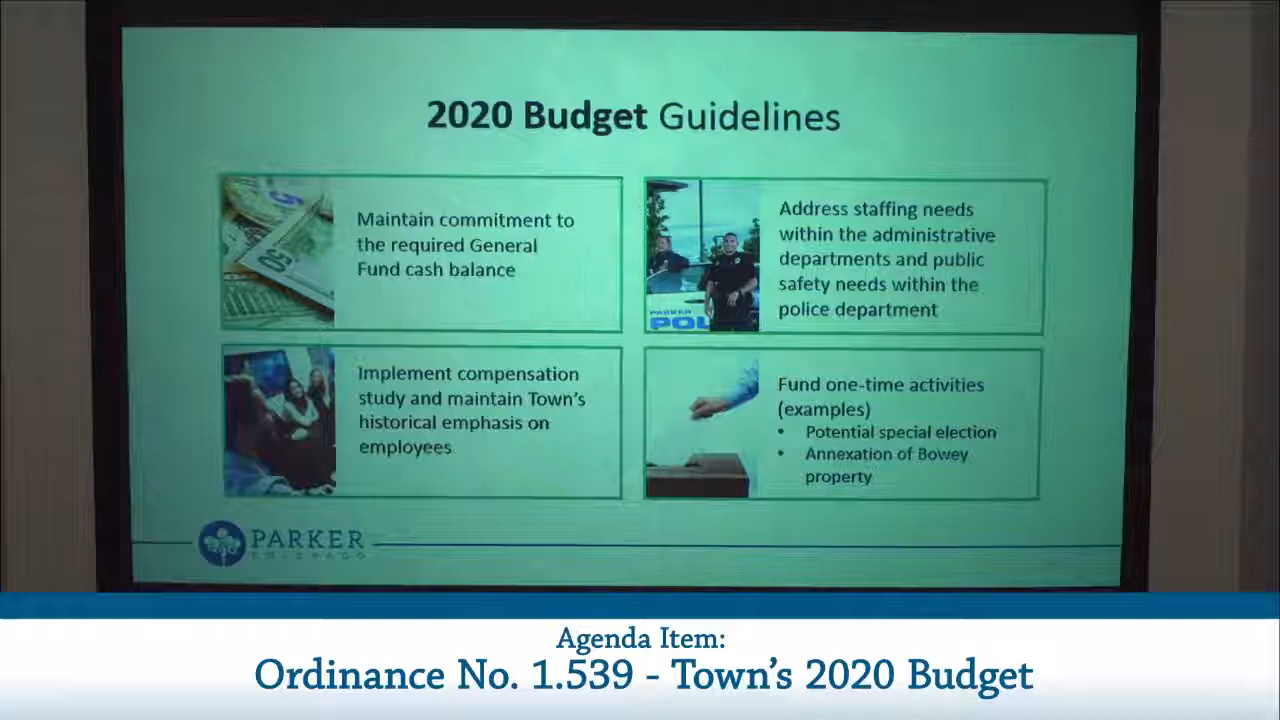 2020 Budget Guidelines
Maintain commitment to
the required General
Fund cash balance
Address staffing needs
within the administrative
departments and public
safety needs within the
police department
PARKER
POL
Implement compensation
study and maintain Town's
historical emphasis on
employees
Fund one-time activities
(examples)
• Potential special election
• Annexation of Bowey
property
PARKER
COLORADO
Agenda Item:
Ordinance No. 1.539 - Town's 2020 Budget